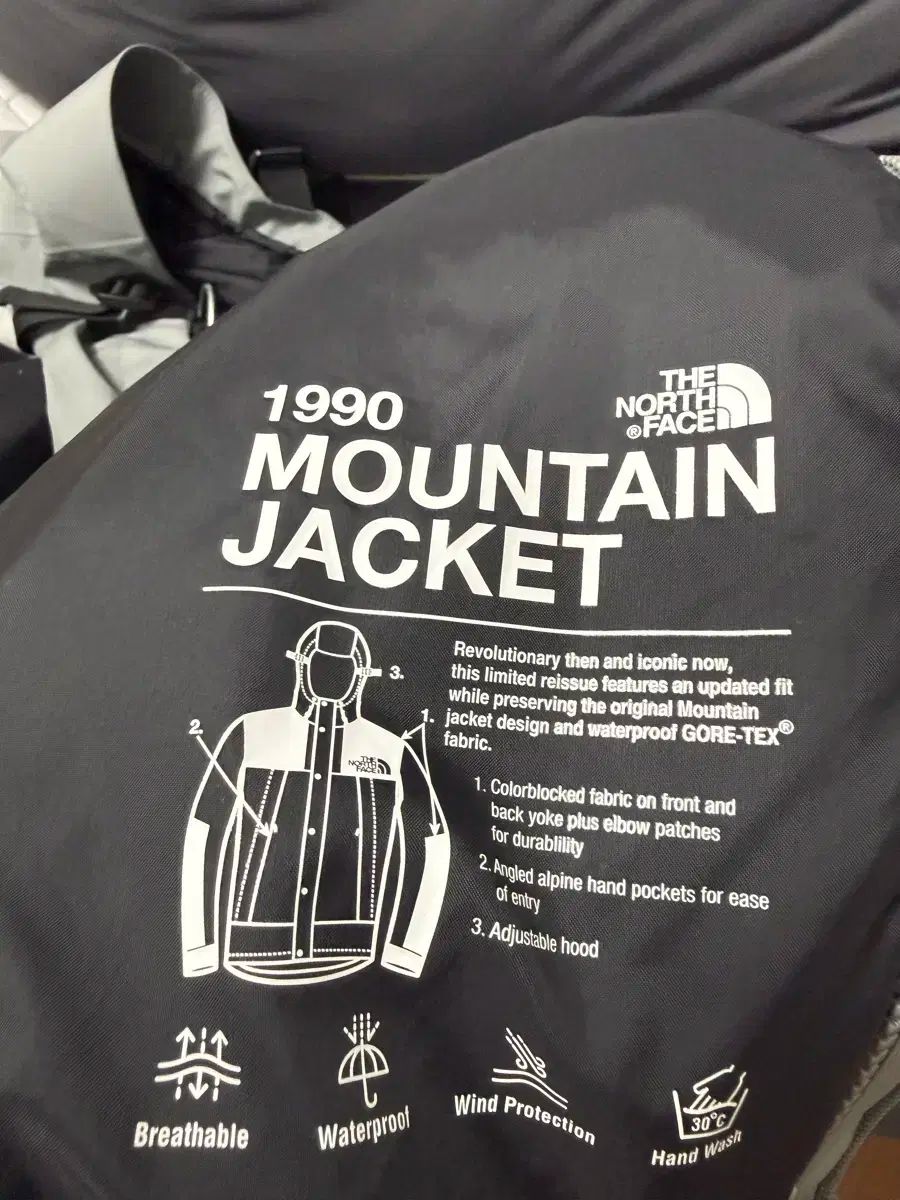 1990
THE
NORTH
®FACE
MOUNTAIN
JACKET
Revolutionary then and iconic now,
this limited reissue features an updated fit
while preserving the original Mountain
jacket design and waterproof GORE-TEX®
fabric.
3.
2.
1.
THE
NORTH
FACE
1. Colorblocked fabric on front and
back yoke plus elbow patches
for durablility
2. Angled alpine hand pockets for ease
of entry
3. Adjustable hood
Breathable
Waterproof
Wind Protection
30°C
Hand Wash